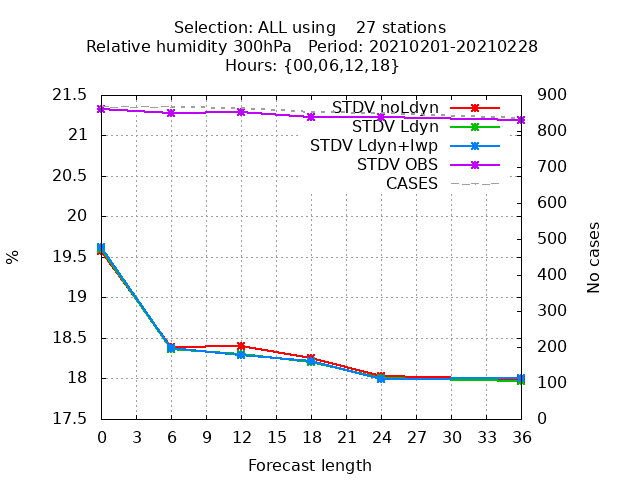 Selection: ALL using    27 stations
Relative humidity 300hPa   Period: 20210201-20210228
Hours: {00,06,12,18}
STDV noLdyn
STDV Ldyn
STDV Ldyn+lwp
STDV OBS
CASES
%
21.5
21
20.5
20
19.5
19
18.5
18
17.5
900
800
700
600
500
400
300
200
100
0
No cases
0 3 6 9 12 15 18 21 24 27 30 33 36
Forecast length